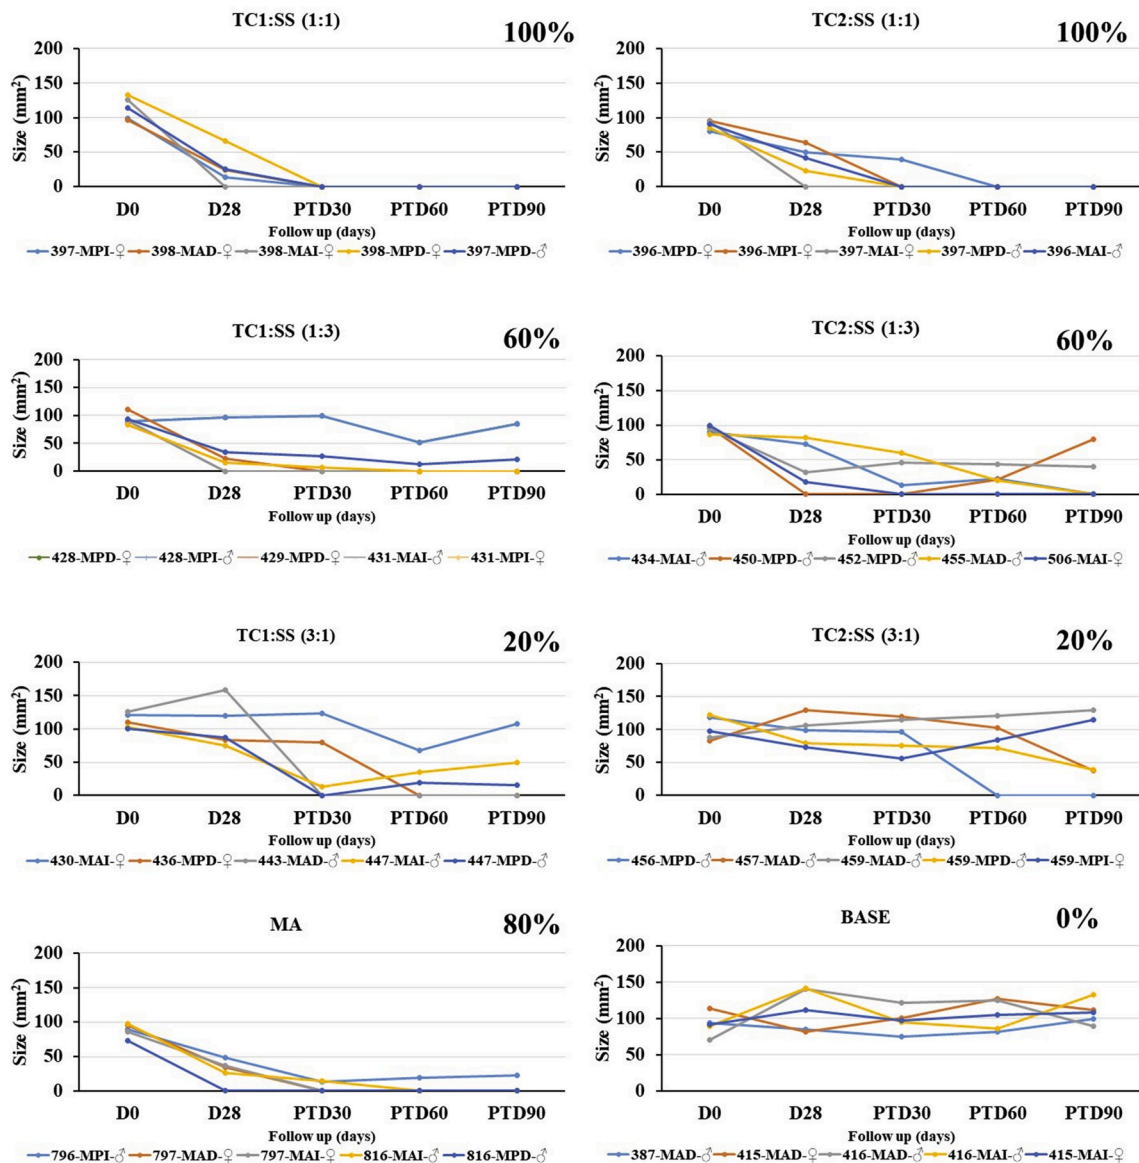 TC1:SS (1:1)
100%
Size (mm²)
200
150
100
50
0
D0 D28 PTD30 PTD60 PTD90
Follow up (days)
397-MPI-♀ 398-MAD-♀ 398-MAI-♀ 398-MPD-♀ 397-MPD-♂
TC2:SS (1:1)
100%
Size (mm²)
200
150
100
50
0
D0 D28 PTD30 PTD60 PTD90
Follow up (days)
396-MPD-♀ 396-MPI-♀ 397-MAI-♀ 397-MPD-♂ 396-MAI-♂
TC1:SS (1:3)
60%
Size (mm²)
200
150
100
50
0
D0 D28 PTD30 PTD60 PTD90
Follow up (days)
428-MPD-♀ 428-MPI-♂ 429-MPD-♀ 431-MAI-♂ 431-MPI-♀
TC2:SS (1:3)
60%
Size (mm²)
200
150
100
50
0
D0 D28 PTD30 PTD60 PTD90
Follow up (days)
434-MAI-♂ 450-MPD-♂ 452-MPD-♂ 455-MAD-♂ 506-MAI-♀
TC1:SS (3:1)
20%
Size (mm²)
200
150
100
50
0
D0 D28 PTD30 PTD60 PTD90
Follow up (days)
430-MAI-♀ 436-MPD-♀ 443-MAD-♂ 447-MAI-♂ 447-MPD-♂
TC2:SS (3:1)
20%
Size (mm²)
200
150
100
50
0
D0 D28 PTD30 PTD60 PTD90
Follow up (days)
456-MPD-♂ 457-MAD-♂ 459-MAD-♂ 459-MPD-♂ 459-MPI-♀
MA
80%
Size (mm²)
200
150
100
50
0
D0 D28 PTD30 PTD60 PTD90
Follow up (days)
796-MPI-♂ 797-MAD-♀ 797-MAI-♀ 816-MAI-♂ 816-MPD-♂
BASE
0%
Size (mm²)
200
150
100
50
0
D0 D28 PTD30 PTD60 PTD90
Follow up (days)
387-MAD-♂ 415-MAD-♀ 416-MAD-♂ 416-MAI-♂ 415-MAI-♀